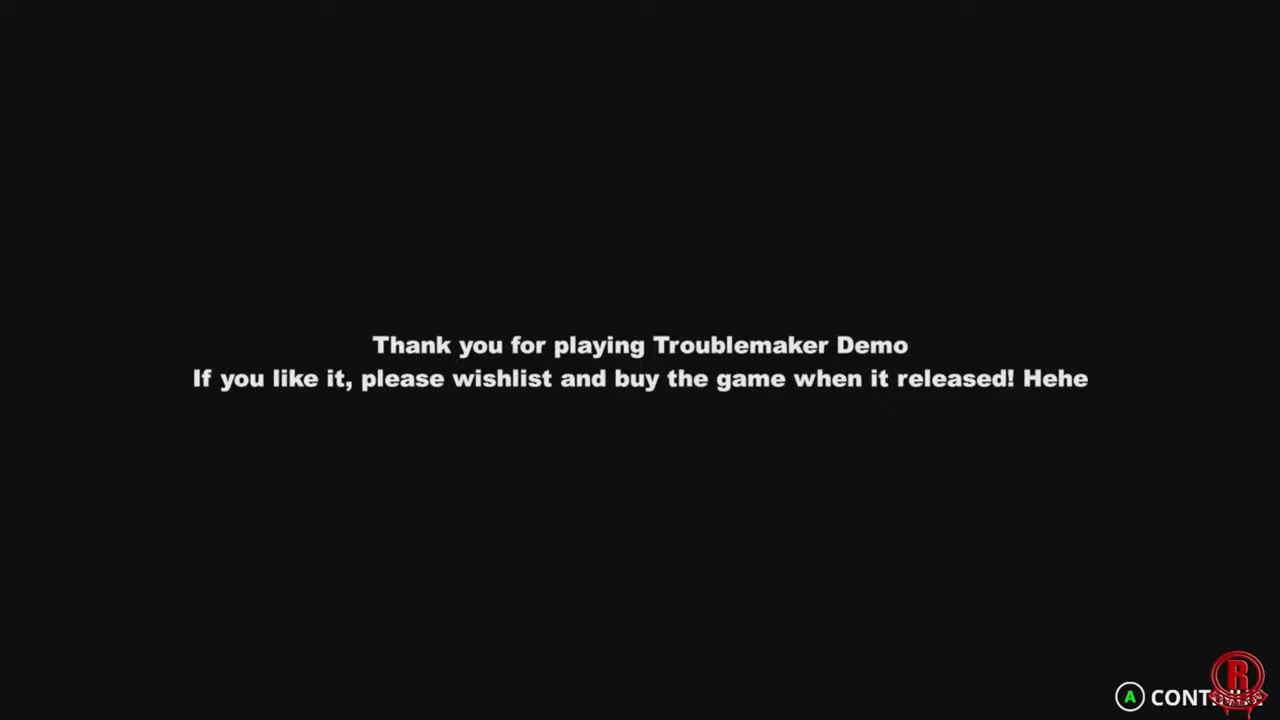 Thank you for playing Troublemaker Demo
If you like it, please wishlist and buy the game when it released! Hehe
A
R